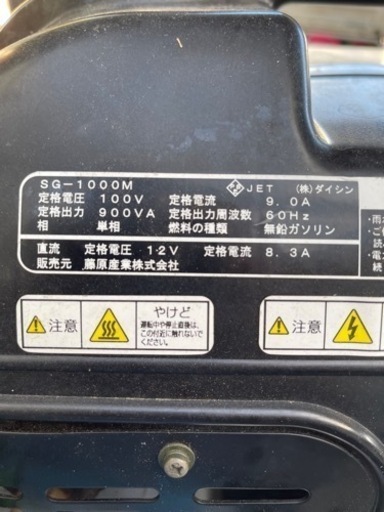 SG-1000M JET (株)ダイシン
定格電圧 100V 定格電流 9.0A
定格出力 900VA 定格出力周波数 60Hz
相 単相 燃料の種類 無鉛ガソリン
直流 定格電圧 12V 定格電流 8.3A
販売元 藤原産業株式会社
注意
やけど
運転中や停止直後は、
この付近に触れないで
ください。
注意
・雨
・ご
・電
続